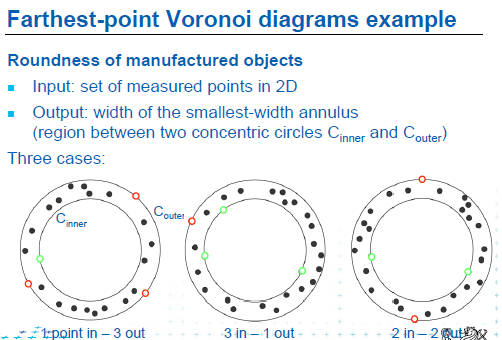 Farthest-point Voronoi diagrams example
Roundness of manufactured objects
Input: set of measured points in 2D
Output: width of the smallest-width annulus
(region between two concentric circles Cinner and Couter)
Three cases:
Cinner
Couter
1 point in – 3 out
3 in – 1 out
2 in – 2 out